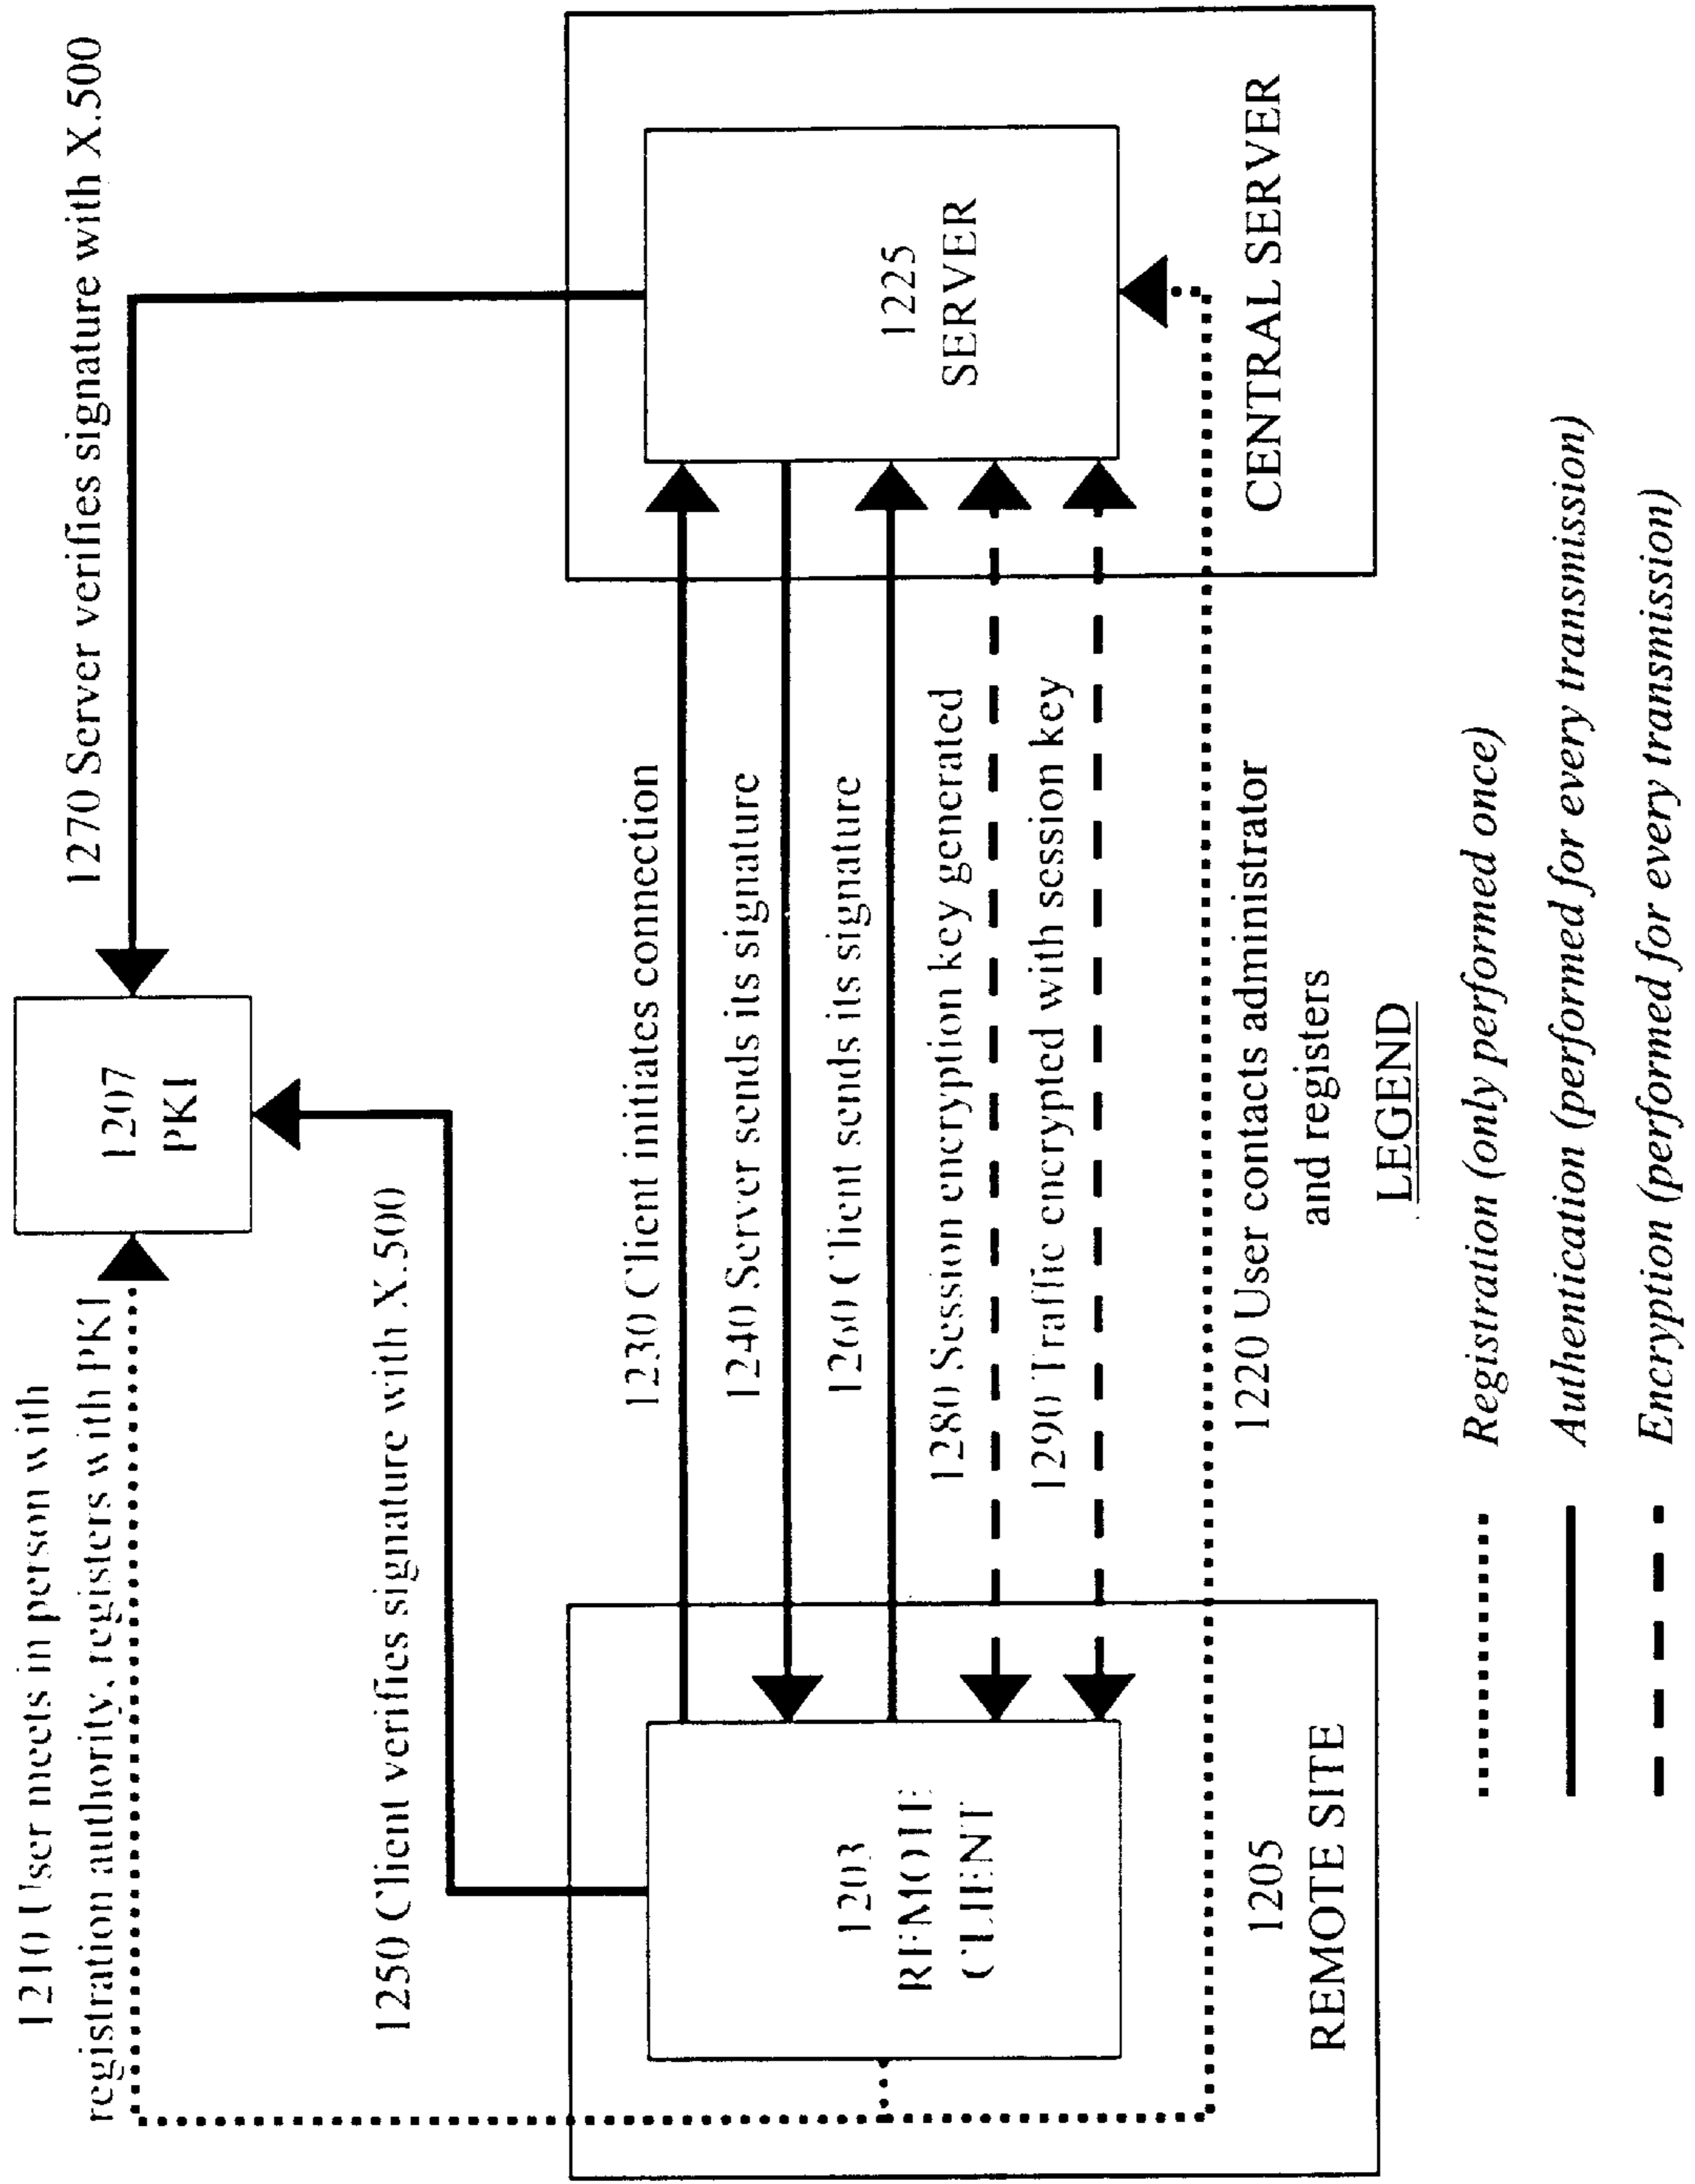 1210 User meets in person with
registration authority, registers with PKI
1270 Server verifies signature with X.500
1207
PKI
1250 Client verifies signature with X.500
1230 Client initiates connection
1240 Server sends its signature
1260 Client sends its signature
1280 Session encryption key generated
1290 Traffic encrypted with session key
1203
REMOTE
CLIENT
1225
SERVER
1205
REMOTE SITE
CENTRAL SERVER
1220 User contacts administrator
and registers
LEGEND
Registration (only performed once)
Authentication (performed for every transmission)
Encryption (performed for every transmission)